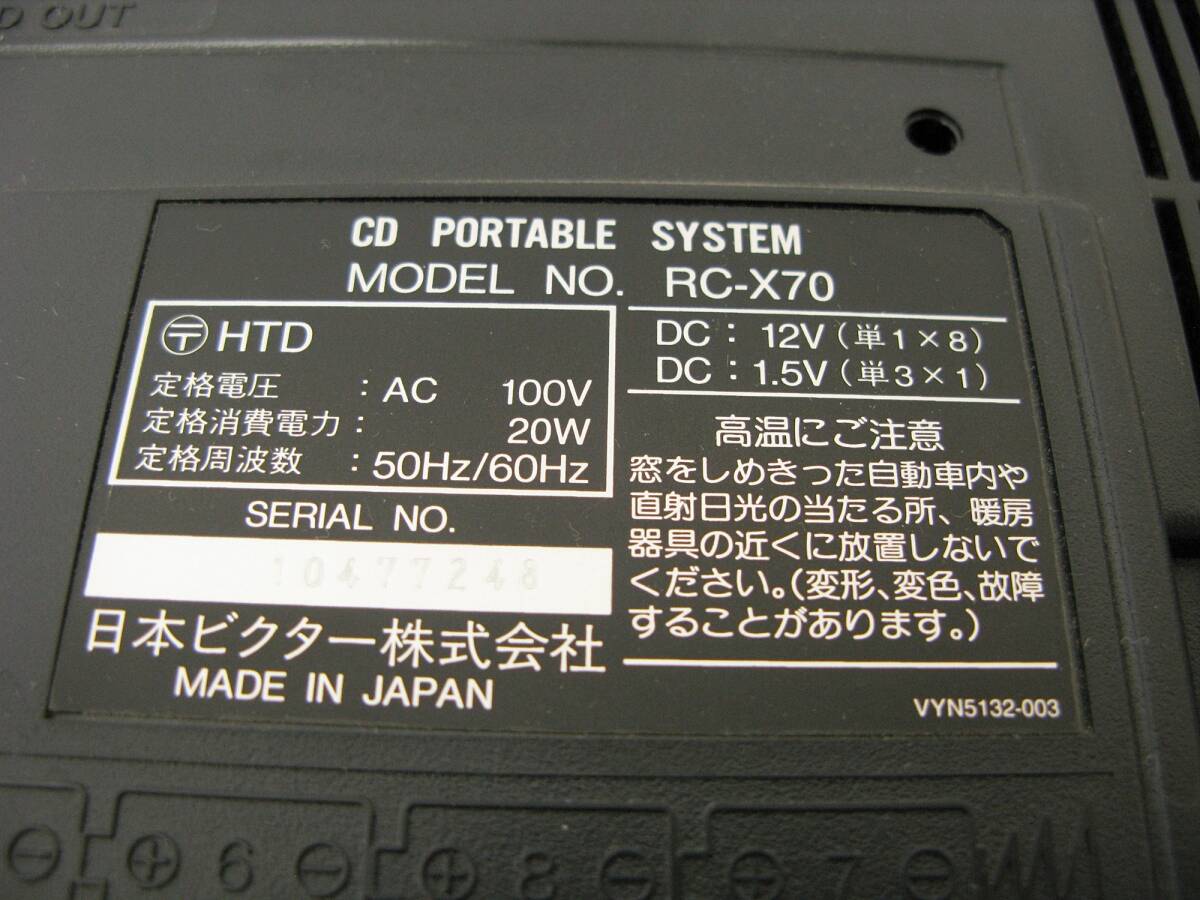 D OUT
CD PORTABLE SYSTEM
MODEL NO. RC-X70
〒 HTD
定格電圧 : AC 100V
定格消費電力 : 20W
定格周波数 : 50Hz/60Hz
SERIAL NO.
10477248
日本ビクター株式会社
MADE IN JAPAN
DC : 12V (単1×8)
DC : 1.5V (単3×1)
高温にご注意
窓をしめきった自動車内や
直射日光の当たる所、暖房
器具の近くに放置しないで
ください。(変形、変色、故障
することがあります。)
VYN5132-003
⊖ ⊕ 6 ⊖ ⊕ 8 ⊖ ⊕ 7 ⊖